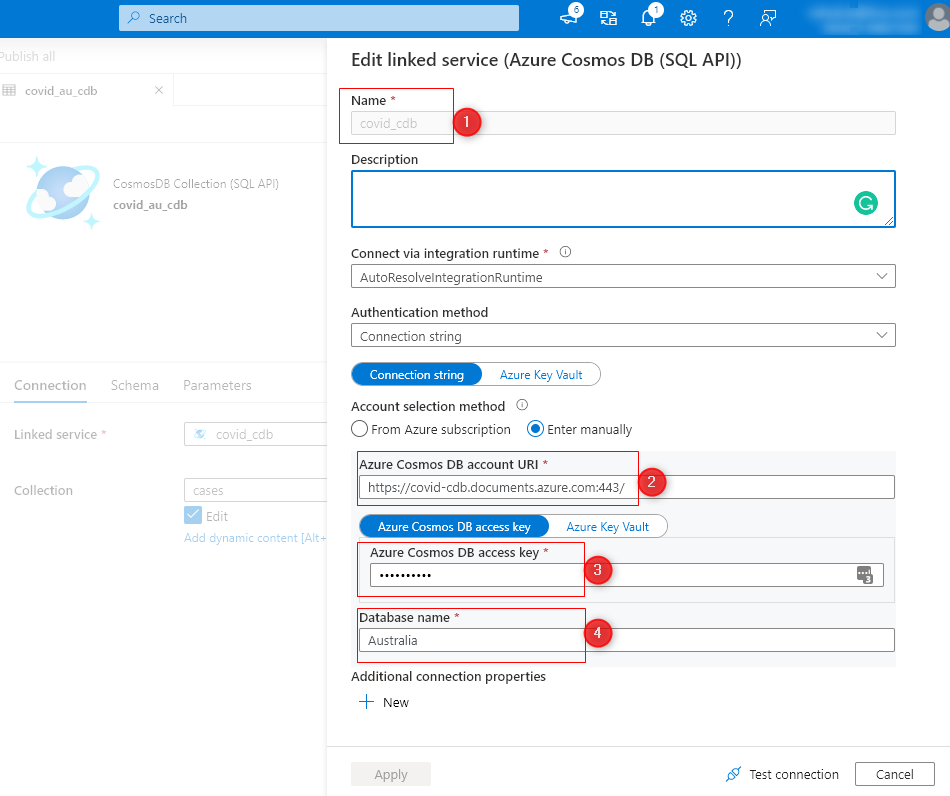 Search
6
1
Publish all
covid_au_cdb
CosmosDB Collection (SQL API)
covid_au_cdb
Connection Schema Parameters
Linked service *
covid_cdb
Collection
cases
Edit
Add dynamic content [Alt+
Edit linked service (Azure Cosmos DB (SQL API))
Name *
covid_cdb
1
Description
Connect via integration runtime *
AutoResolveIntegrationRuntime
Authentication method
Connection string
Connection string Azure Key Vault
Account selection method
From Azure subscription Enter manually
Azure Cosmos DB account URI *
https://covid-cdb.documents.azure.com:443/
2
Azure Cosmos DB access key Azure Key Vault
Azure Cosmos DB access key *
••••••••••
3
3
Database name *
Australia
4
Additional connection properties
New
Apply Test connection Cancel